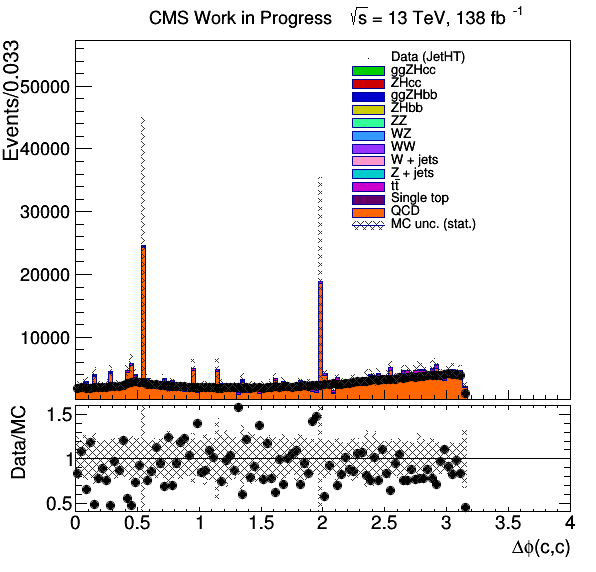 CMS Work in Progress √s = 13 TeV, 138 fb⁻¹
Events/0.033
50000
40000
30000
20000
10000
Data (JetHT)
ggZHcc
ZHcc
ggZHbb
ZHbb
ZZ
WZ
WW
W + jets
Z + jets
tt̄
Single top
QCD
MC unc. (stat.)
Data/MC
1.5
1
0.5
0 0.5 1 1.5 2 2.5 3 3.5 4
Δϕ(c,c)